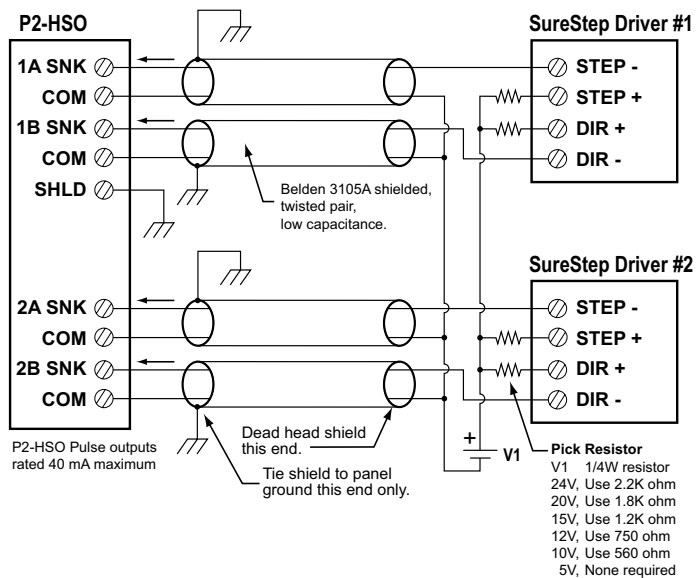 P2-HSO
SureStep Driver #1
1A SNK
COM
1B SNK
COM
SHLD
STEP -
STEP +
DIR +
DIR -
Belden 3105A shielded,
twisted pair,
low capacitance.
SureStep Driver #2
2A SNK
COM
2B SNK
COM
STEP -
STEP +
DIR +
DIR -
P2-HSO Pulse outputs
rated 40 mA maximum
Dead head shield
this end.
Tie shield to panel
ground this end only.
+
V1
Pick Resistor
V1 1/4W resistor
24V, Use 2.2K ohm
20V, Use 1.8K ohm
15V, Use 1.2K ohm
12V, Use 750 ohm
10V, Use 560 ohm
5V, None required